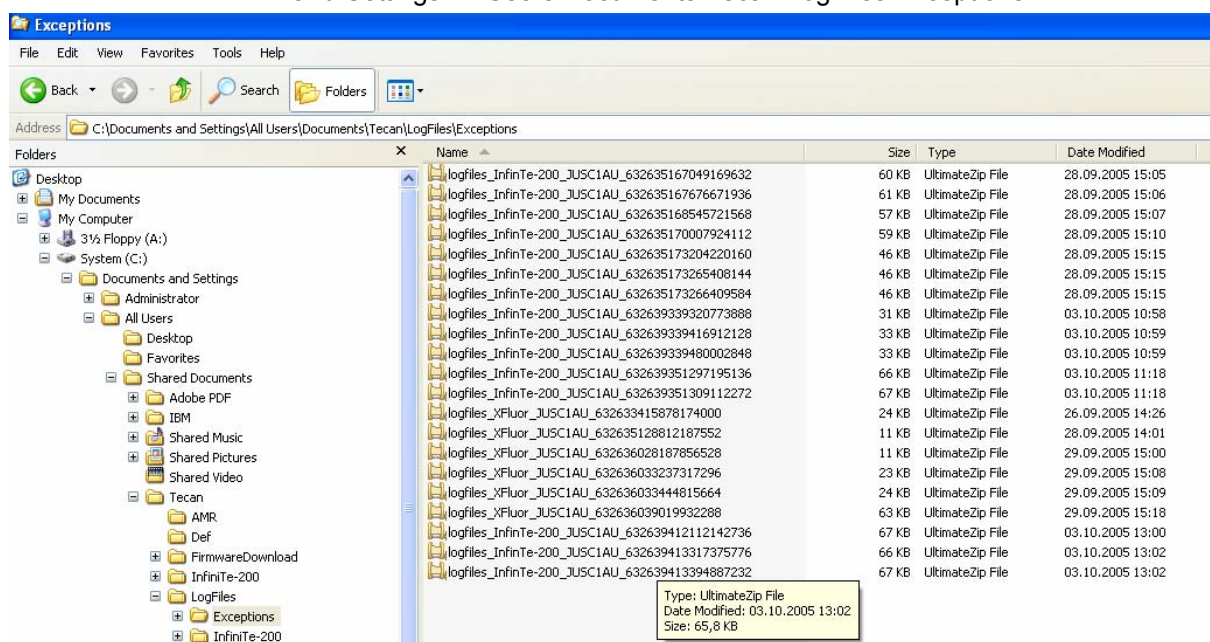 Exceptions
File Edit View Favorites Tools Help
Back Search Folders
Address C:\Documents and Settings\All Users\Documents\Tecan\LogFiles\Exceptions
Folders X
Desktop
My Documents
My Computer
3½ Floppy (A:)
System (C:)
Documents and Settings
Administrator
All Users
Desktop
Favorites
Shared Documents
Adobe PDF
IBM
Shared Music
Shared Pictures
Shared Video
Tecan
AMR
Def
FirmwareDownload
InfiniTe-200
LogFiles
Exceptions
InfiniTe-200
Name Size Type Date Modified
logfiles_InfinTe-200_JUSC1AU_632635167049169632 60 KB UltimateZip File 28.09.2005 15:05
logfiles_InfinTe-200_JUSC1AU_632635167676671936 61 KB UltimateZip File 28.09.2005 15:06
logfiles_InfinTe-200_JUSC1AU_632635168545721568 57 KB UltimateZip File 28.09.2005 15:07
logfiles_InfinTe-200_JUSC1AU_632635170007924112 59 KB UltimateZip File 28.09.2005 15:10
logfiles_InfinTe-200_JUSC1AU_632635173204220160 46 KB UltimateZip File 28.09.2005 15:15
logfiles_InfinTe-200_JUSC1AU_632635173265408144 46 KB UltimateZip File 28.09.2005 15:15
logfiles_InfinTe-200_JUSC1AU_632635173266409584 46 KB UltimateZip File 28.09.2005 15:15
logfiles_InfinTe-200_JUSC1AU_632639339320773888 31 KB UltimateZip File 03.10.2005 10:58
logfiles_InfinTe-200_JUSC1AU_632639339416912128 33 KB UltimateZip File 03.10.2005 10:59
logfiles_InfinTe-200_JUSC1AU_632639339480002848 33 KB UltimateZip File 03.10.2005 10:59
logfiles_InfinTe-200_JUSC1AU_632639351297195136 66 KB UltimateZip File 03.10.2005 11:18
logfiles_InfinTe-200_JUSC1AU_632639351309112272 67 KB UltimateZip File 03.10.2005 11:18
logfiles_XFluor_JUSC1AU_632633415878174000 24 KB UltimateZip File 26.09.2005 14:26
logfiles_XFluor_JUSC1AU_632635128812187552 11 KB UltimateZip File 28.09.2005 14:01
logfiles_XFluor_JUSC1AU_632636028187856528 11 KB UltimateZip File 29.09.2005 15:00
logfiles_XFluor_JUSC1AU_632636033237317296 23 KB UltimateZip File 29.09.2005 15:08
logfiles_XFluor_JUSC1AU_632636033444815664 24 KB UltimateZip File 29.09.2005 15:09
logfiles_XFluor_JUSC1AU_632636039019932288 63 KB UltimateZip File 29.09.2005 15:18
logfiles_InfinTe-200_JUSC1AU_632639412112142736 67 KB UltimateZip File 03.10.2005 13:00
logfiles_InfinTe-200_JUSC1AU_632639413317375776 66 KB UltimateZip File 03.10.2005 13:02
logfiles_InfinTe-200_JUSC1AU_632639413394887232 67 KB UltimateZip File 03.10.2005 13:02
Type: UltimateZip File
Date Modified: 03.10.2005 13:02
Size: 65,8 KB